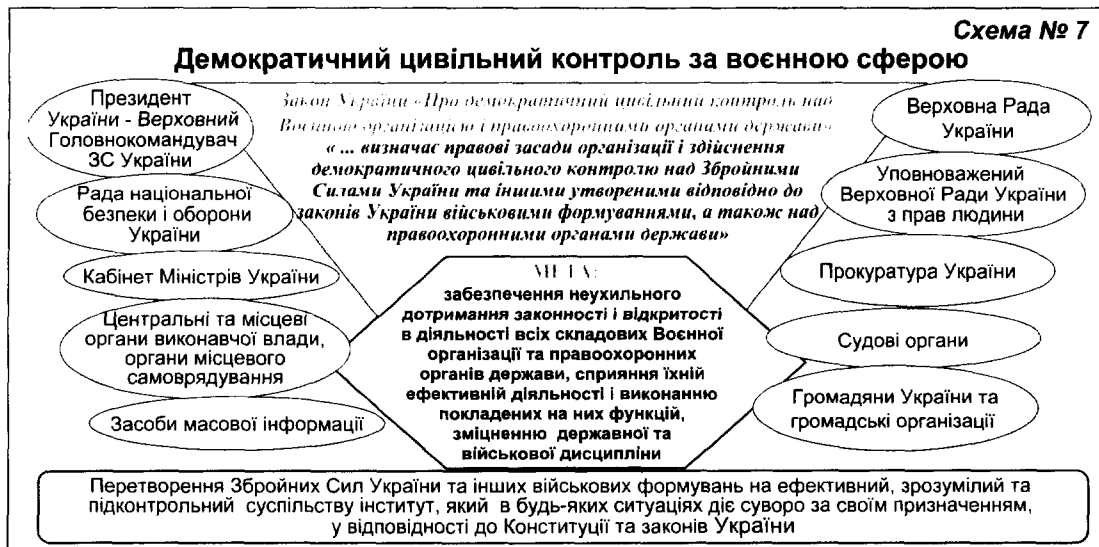 Схема № 7
Демократичний цивільний контроль за воєнною сферою
Президент
України - Верховний
Головнокомандувач
ЗС України
Рада національної
безпеки і оборони
України
Кабінет Міністрів України
Центральні та місцеві
органи виконавчої влади,
органи місцевого
самоврядування
Засоби масової інформації
Закон України «Про демократичний цивільний контроль над
Воєнною організацією і правоохоронними органами держави»
« ... визначає правові засади організації і здійснення
демократичного цивільного контролю над Збройними
Силами України та іншими утвореними відповідно до
законів України військовими формуваннями, а також над
правоохоронними органами держави»
МЕТА:
забезпечення неухильного
дотримання законності і відкритості
в діяльності всіх складових Воєнної
організації та правоохоронних
органів держави, сприяння їхній
ефективній діяльності і виконанню
покладених на них функцій,
зміцненню державної та
військової дисципліни
Верховна Рада
України
Уповноважений
Верховної Ради України
з прав людини
Прокуратура України
Судові органи
Громадяни України та
громадські організації
Перетворення Збройних Сил України та інших військових формувань на ефективний, зрозумілий та
підконтрольний суспільству інститут, який в будь-яких ситуаціях діє суворо за своїм призначенням,
у відповідності до Конституції та законів України